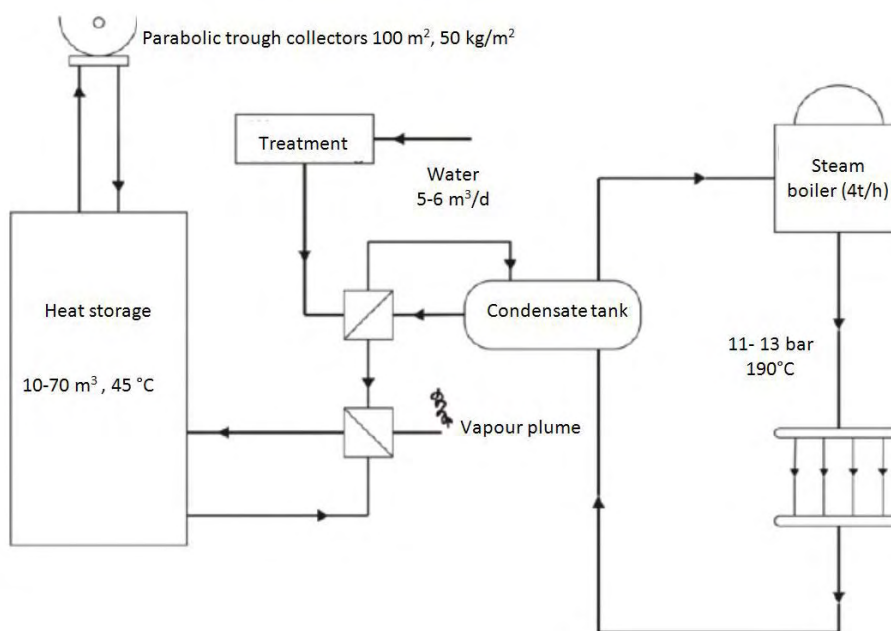 Parabolic trough collectors 100 m², 50 kg/m²
Treatment
Water
5-6 m³/d
Steam
boiler (4t/h)
Heat storage
Condensate tank
11- 13 bar
190°C
10-70 m³ , 45 °C
Vapour plume